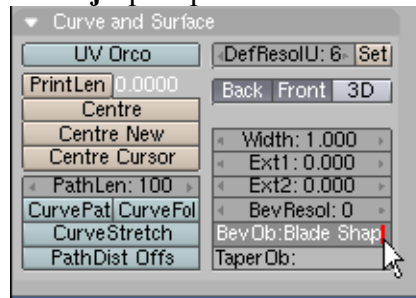 Curve and Surface
UV Orco
DefResolU: 6
Set
PrintLen
0.0000
Back
Front
3D
Centre
Centre New
Width: 1.000
Centre Cursor
Ext1: 0.000
PathLen: 100
Ext2: 0.000
CurvePat
CurveFol
BevResol: 0
CurveStretch
BevOb:Blade Shap
PathDist Offs
TaperOb: